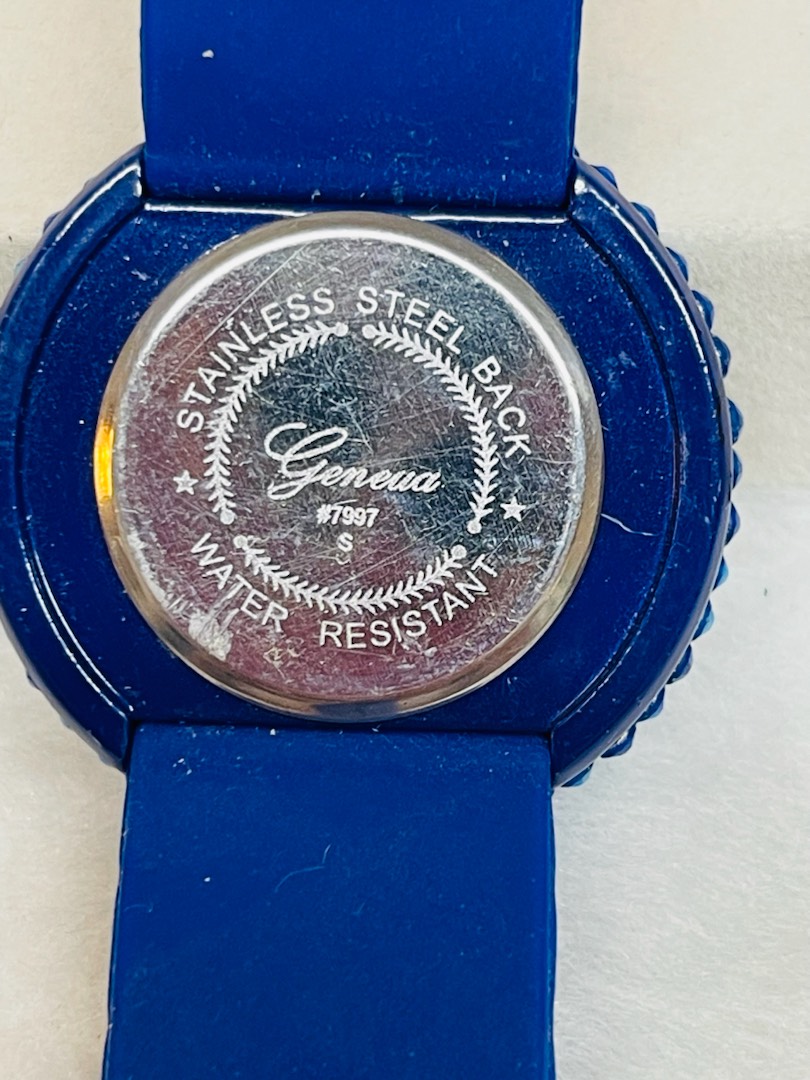 STAINLESS STEEL BACK
Geneva
#7997
S
WATER RESISTANT